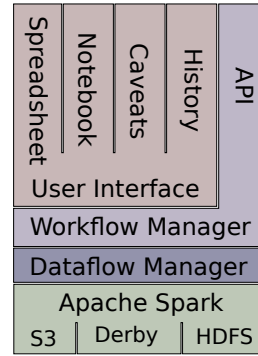 Spreadsheet
Notebook
Caveats
History
API
User Interface
Workflow Manager
Dataflow Manager
Apache Spark
S3
Derby
HDFS